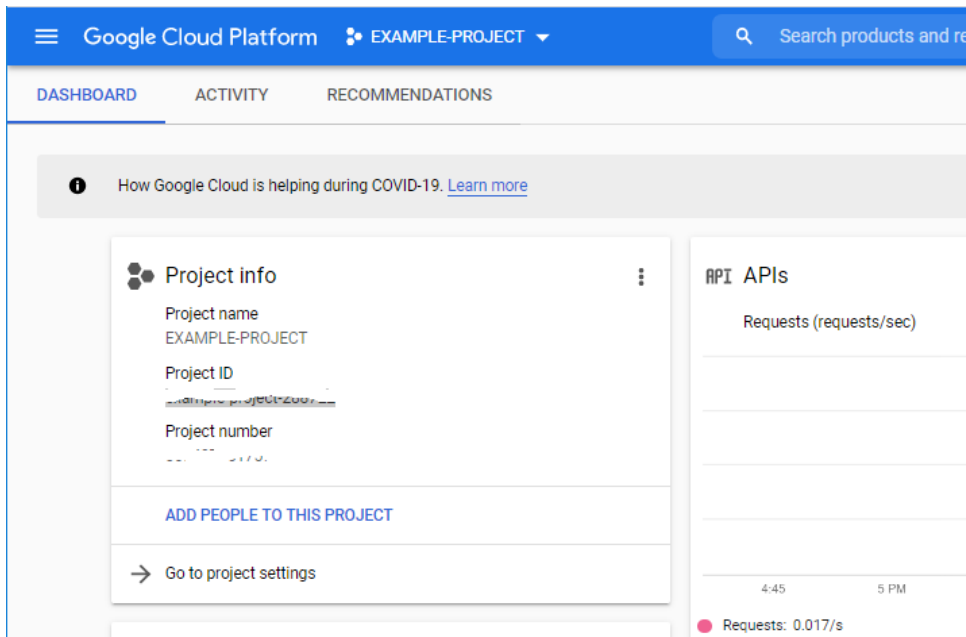 Google Cloud Platform EXAMPLE-PROJECT Search products and re
DASHBOARD ACTIVITY RECOMMENDATIONS
How Google Cloud is helping during COVID-19. Learn more
Project info
Project name
EXAMPLE-PROJECT
Project ID
Project number
ADD PEOPLE TO THIS PROJECT
Go to project settings
API APIs
Requests (requests/sec)
4:45 5 PM
Requests: 0.017/s